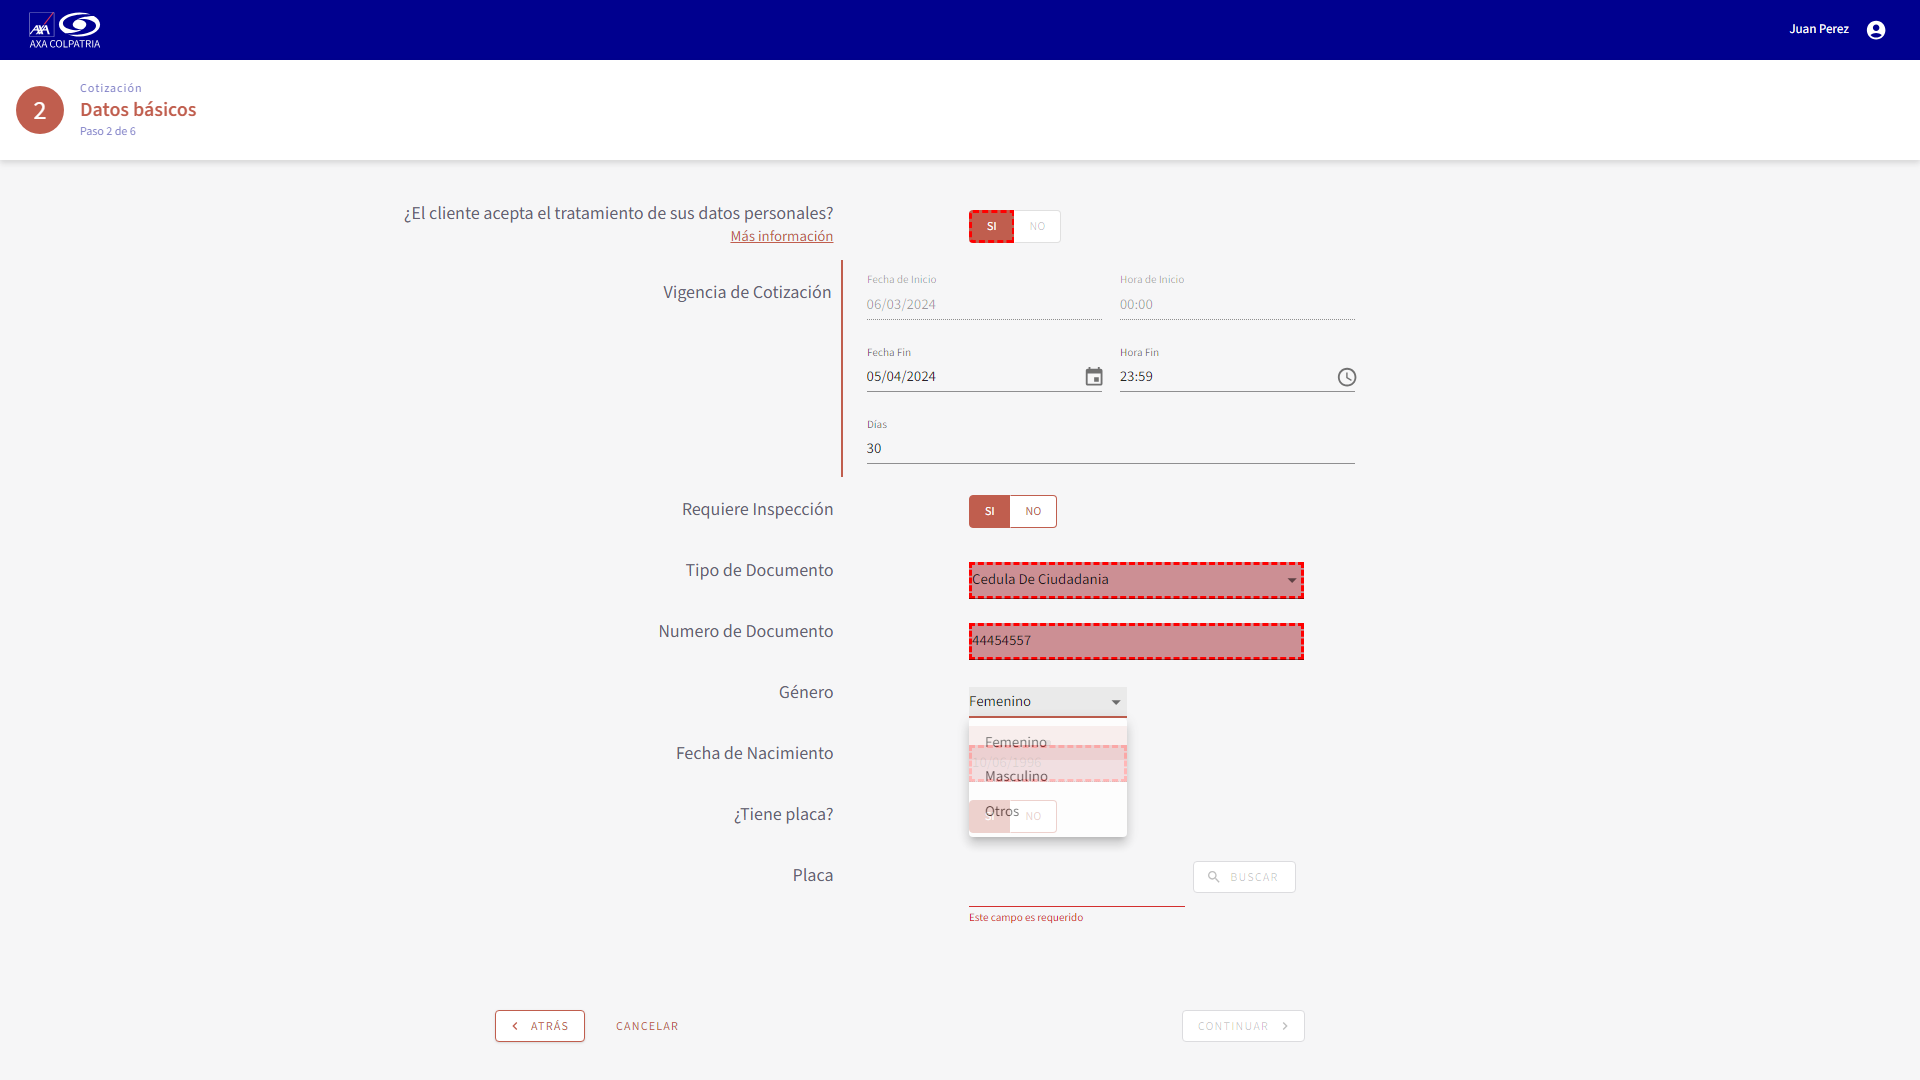 AXA COLPATRIA
Juan Perez
2
Cotización
Datos básicos
Paso 2 de 6
¿El cliente acepta el tratamiento de sus datos personales?
Más información
SI NO
Vigencia de Cotización
Fecha de Inicio
06/03/2024
Hora de Inicio
00:00
Fecha Fin
05/04/2024
Hora Fin
23:59
Días
30
Requiere Inspección
SI NO
Tipo de Documento
Cedula De Ciudadania
Numero de Documento
44454557
Género
Femenino
Femenino
Fecha de Nacimiento
10/06/1996
Masculino
¿Tiene placa?
Otros
SI NO
Placa
BUSCAR
Este campo es requerido
ATRÁS
CANCELAR
CONTINUAR